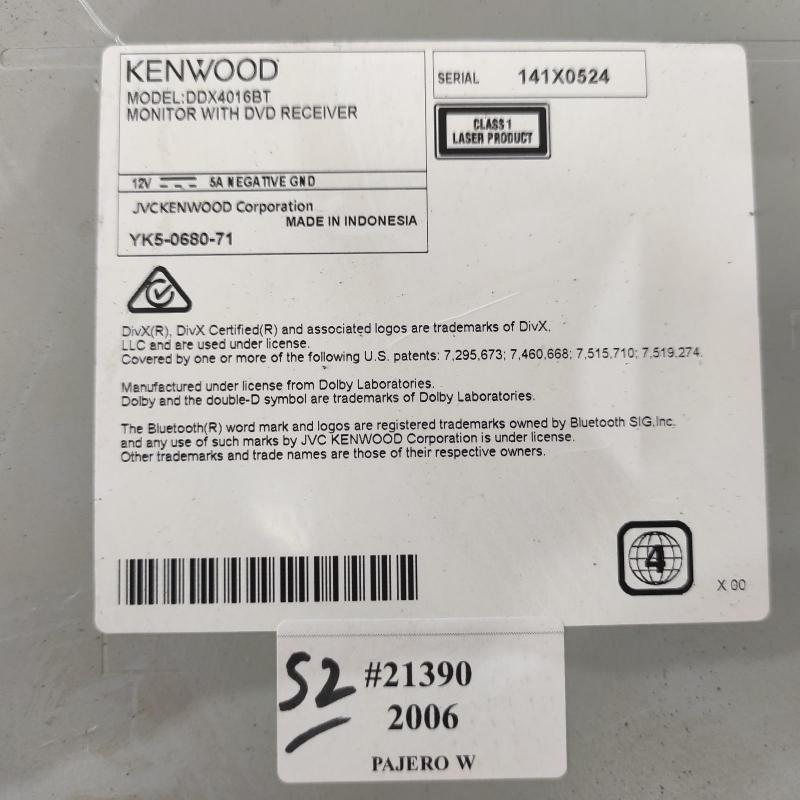 KENWOOD
MODEL:DDX4016BT
MONITOR WITH DVD RECEIVER
12V 5A NEGATIVE GND
JVCKENWOOD Corporation
MADE IN INDONESIA
YK5-0680-71
SERIAL 141X0524
CLASS 1
LASER PRODUCT
DivX(R), DivX Certified(R) and associated logos are trademarks of DivX,
LLC and are used under license.
Covered by one or more of the following U.S. patents: 7,295,673; 7,460,668; 7,515,710; 7,519,274.
Manufactured under license from Dolby Laboratories.
Dolby and the double-D symbol are trademarks of Dolby Laboratories.
The Bluetooth(R) word mark and logos are registered trademarks owned by Bluetooth SIG,Inc.
and any use of such marks by JVC KENWOOD Corporation is under license.
Other trademarks and trade names are those of their respective owners.
4
X 00
S2 #21390
2006
PAJERO W